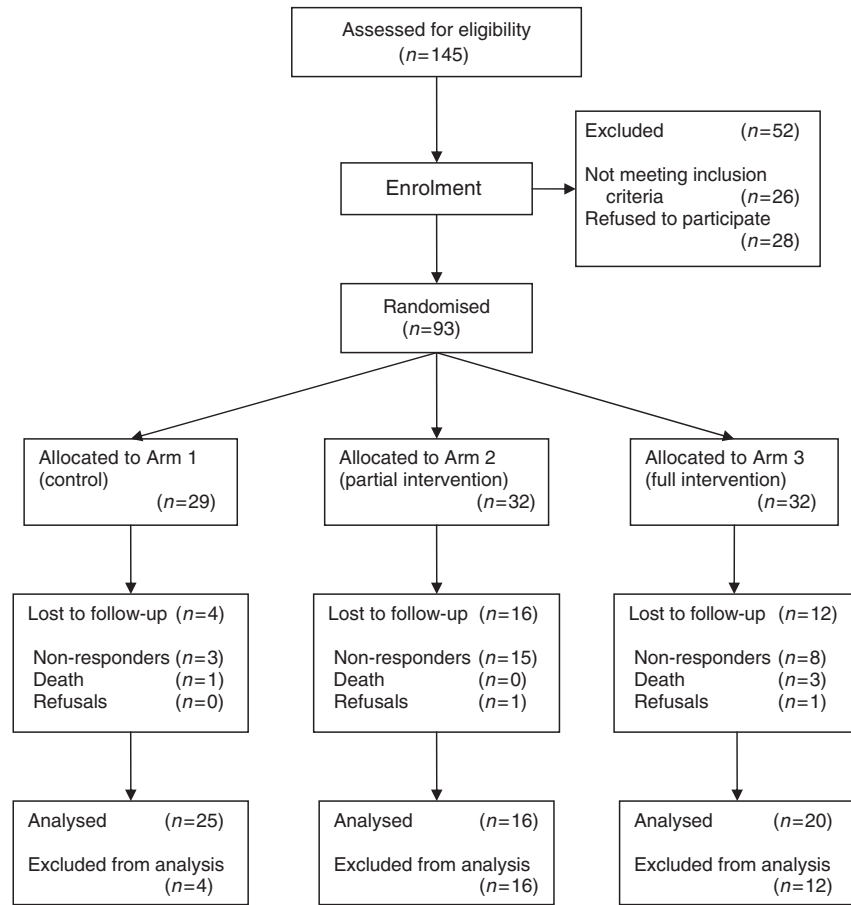 Assessed for eligibility
(n=145)
Excluded (n=52)
Not meeting inclusion
criteria (n=26)
Refused to participate
(n=28)
Enrolment
Randomised
(n=93)
Allocated to Arm 1
(control)
(n=29)
Allocated to Arm 2
(partial intervention)
(n=32)
Allocated to Arm 3
(full intervention)
(n=32)
Lost to follow-up (n=4)
Non-responders (n=3)
Death (n=1)
Refusals (n=0)
Lost to follow-up (n=16)
Non-responders (n=15)
Death (n=0)
Refusals (n=1)
Lost to follow-up (n=12)
Non-responders (n=8)
Death (n=3)
Refusals (n=1)
Analysed (n=25)
Excluded from analysis
(n=4)
Analysed (n=16)
Excluded from analysis
(n=16)
Analysed (n=20)
Excluded from analysis
(n=12)